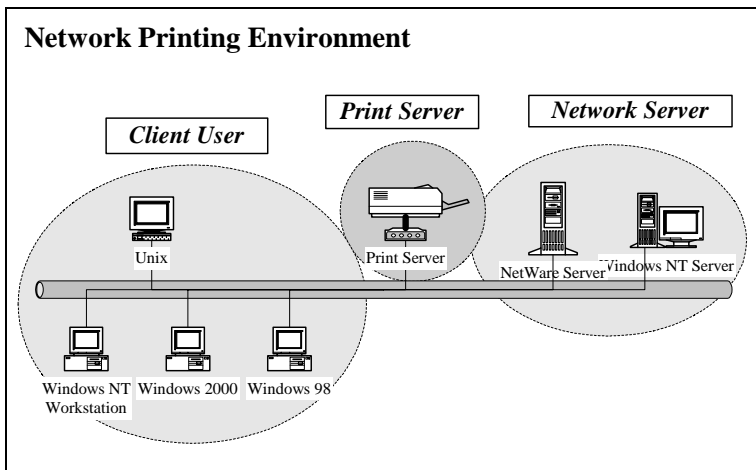 Network Printing Environment
Client User
Print Server
Network Server
Unix
Print Server
NetWare Server
Windows NT Server
Windows NT
Workstation
Windows 2000
Windows 98